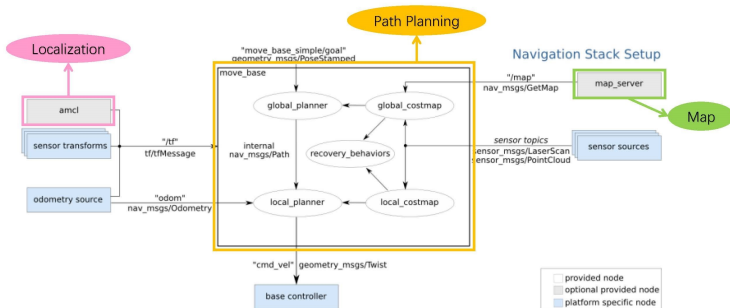 Path Planning
Localization
Navigation Stack Setup
"move_base_simple/goal"
geometry_msgs/PoseStamped
move_base
"/map"
nav_msgs/GetMap
map_server
Map
amcl
global_planner
global_costmap
sensor transforms
"/tf"
tf/tfMessage
internal
nav_msgs/Path
recovery_behaviors
sensor topics
sensor_msgs/LaserScan
sensor_msgs/PointCloud
sensor sources
odometry source
"odom"
nav_msgs/Odometry
local_planner
local_costmap
"cmd_vel" geometry_msgs/Twist
base controller
provided node
optional provided node
platform specific node